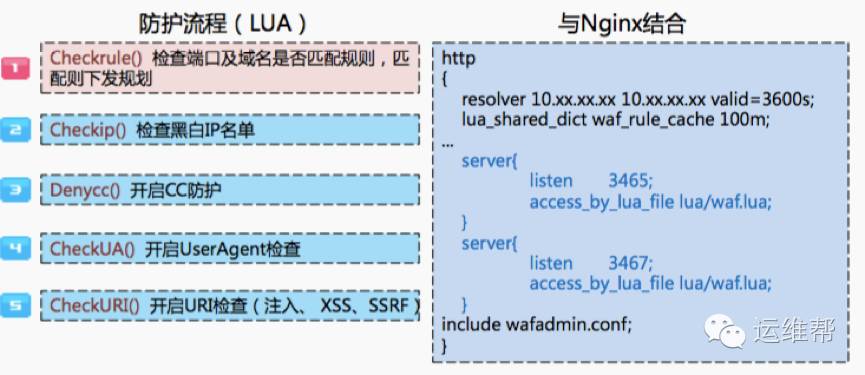 防护流程（LUA）
1
Checkrule() 检查端口及域名是否匹配规则，匹
配则下发规划
2
Checkip() 检查黑白IP名单
3
Denycc() 开启CC防护
4
CheckUA() 开启UserAgent检查
5
CheckURI() 开启URI检查（注入、 XSS、SSRF）
与Nginx结合
http
{
resolver 10.xx.xx.xx 10.xx.xx.xx valid=3600s;
lua_shared_dict waf_rule_cache 100m;
...
server{
listen 3465;
access_by_lua_file lua/waf.lua;
}
server{
listen 3467;
access_by_lua_file lua/waf.lua;
}
include wafadmin.conf;
}
运维帮